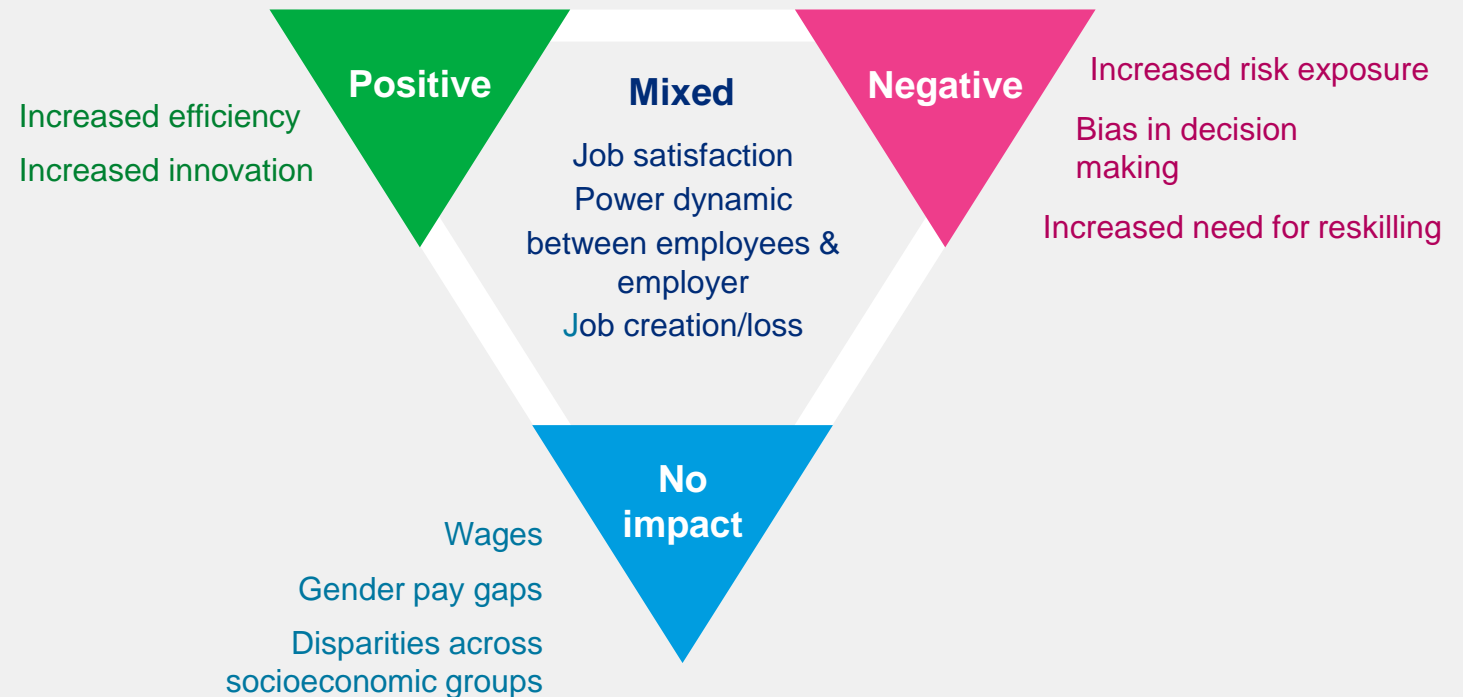 Positive
Increased efficiency
Increased innovation
Mixed
Job satisfaction
Power dynamic
between employees &
employer
Job creation/loss
Negative
Increased risk exposure
Bias in decision
making
Increased need for reskilling
No
impact
Wages
Gender pay gaps
Disparities across
socioeconomic groups